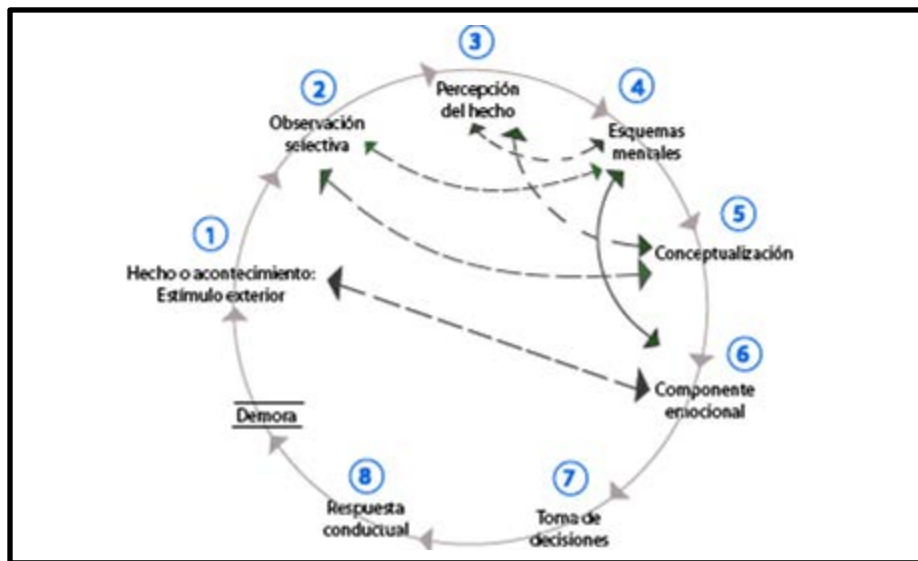 3
Percepción
del hecho
4
Esquemas
mentales
2
Observación
selectiva
5
Conceptualización
1
Hecho o acontecimiento:
Estímulo exterior
6
Componente
emocional
Demora
7
Toma de
decisiones
8
Respuesta
conductual